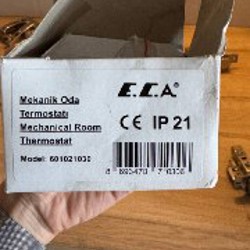 E.C.A.®
Mekanik Oda
Termostatı
Mechanical Room
Thermostat
CE IP 21
Model: 601021030